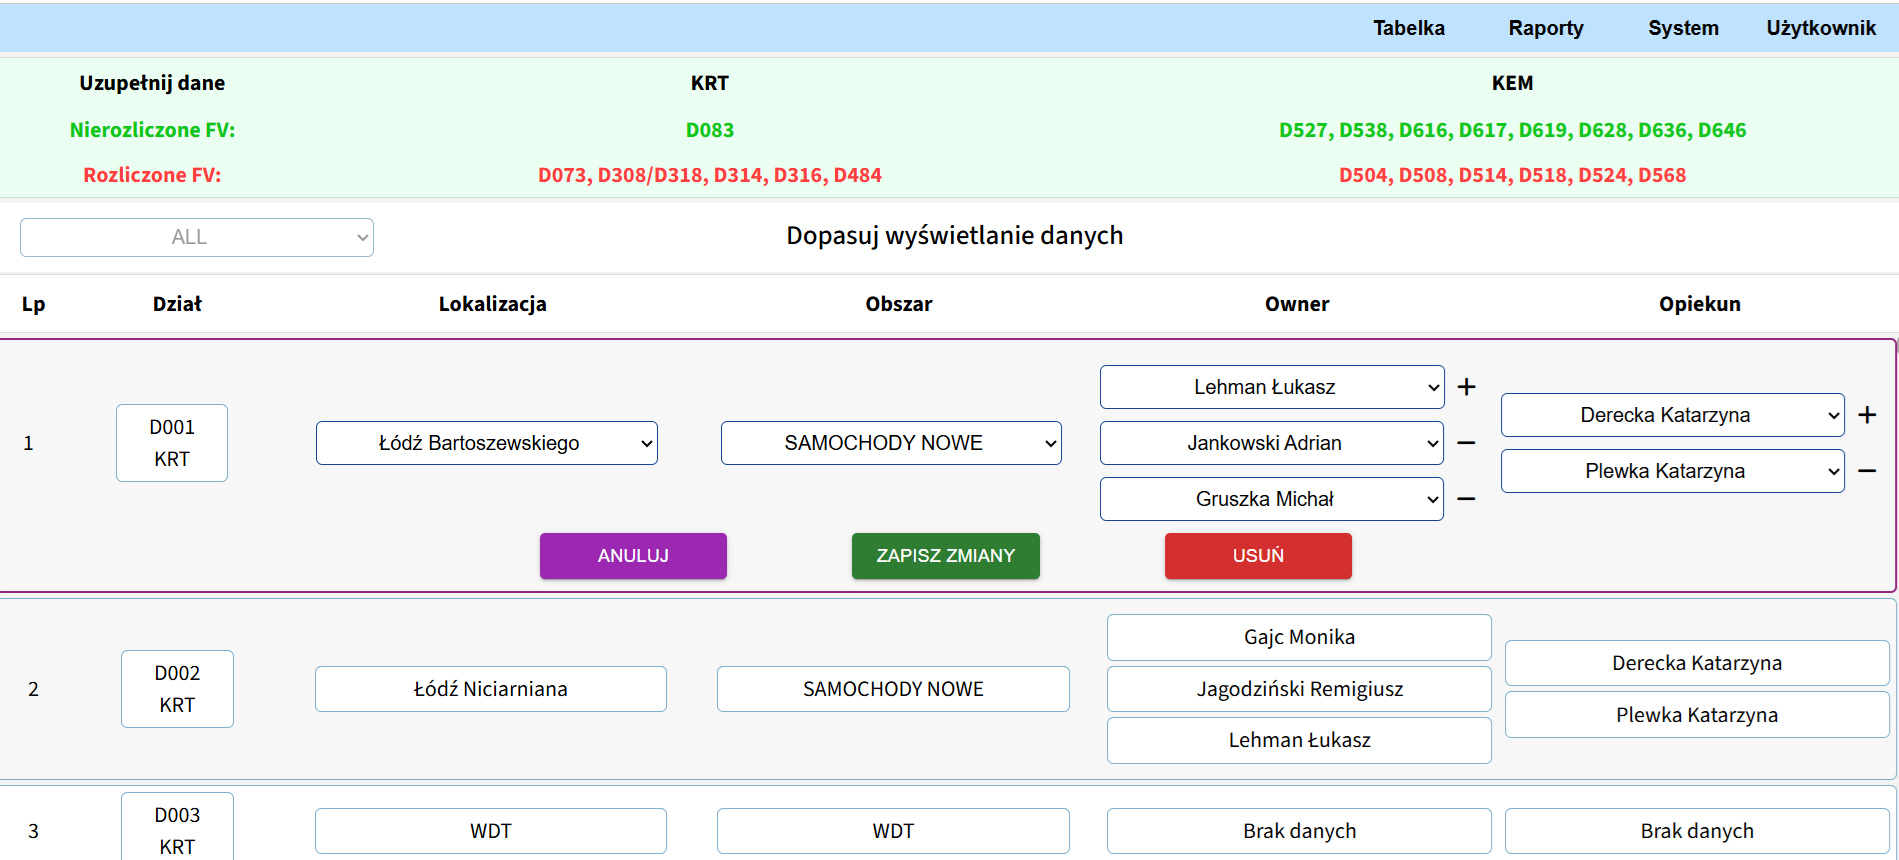 Tabelka Raporty System Użytkownik
Uzupełnij dane KRT KEM
Nierozliczone FV: D083 D527, D538, D616, D617, D619, D628, D636, D646
Rozliczone FV: D073, D308/D318, D314, D316, D484 D504, D508, D514, D518, D524, D568
ALL Dopasuj wyświetlanie danych
Lp Dział Lokalizacja Obszar Owner Opiekun
1
D001
KRT
Łódź Bartoszewskiego
SAMOCHODY NOWE
Lehman Łukasz +
Jankowski Adrian −
Gruszka Michał −
Derecka Katarzyna +
Plewka Katarzyna −
ANULUJ ZAPISZ ZMIANY USUŃ
2
D002
KRT
Łódź Niciarniana
SAMOCHODY NOWE
Gajc Monika
Jagodziński Remigiusz
Lehman Łukasz
Derecka Katarzyna
Plewka Katarzyna
3
D003
KRT
WDT
WDT
Brak danych
Brak danych